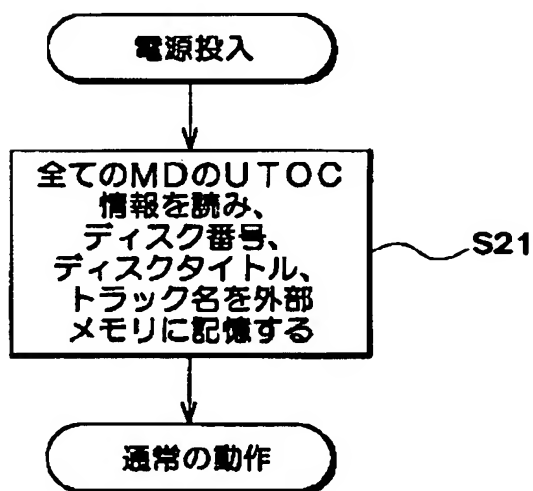 電源投入
全てのMDのUTOC
情報を読み、
ディスク番号、
ディスクタイトル、
トラック名を外部
メモリに記憶する
S21
通常の動作